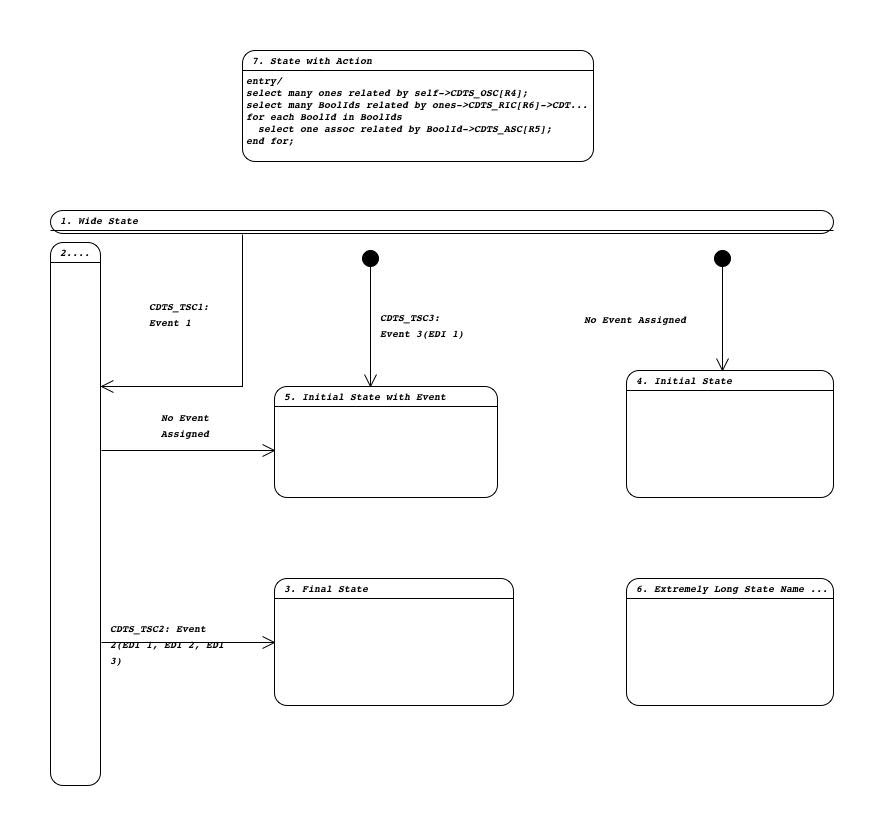 7. State with Action
entry/
select many ones related by self->CDTS_OSC[R4];
select many BoolIds related by ones->CDTS_RIC[R6]->CDT...
for each BoolId in BoolIds
  select one assoc related by BoolId->CDTS_ASC[R5];
end for;
1. Wide State
2....
CDTS_TSC1:
Event 1
CDTS_TSC3:
Event 3(EDI 1)
No Event Assigned
4. Initial State
5. Initial State with Event
No Event
Assigned
3. Final State
6. Extremely Long State Name ...
CDTS_TSC2: Event
2(EDI 1, EDI 2, EDI
3)